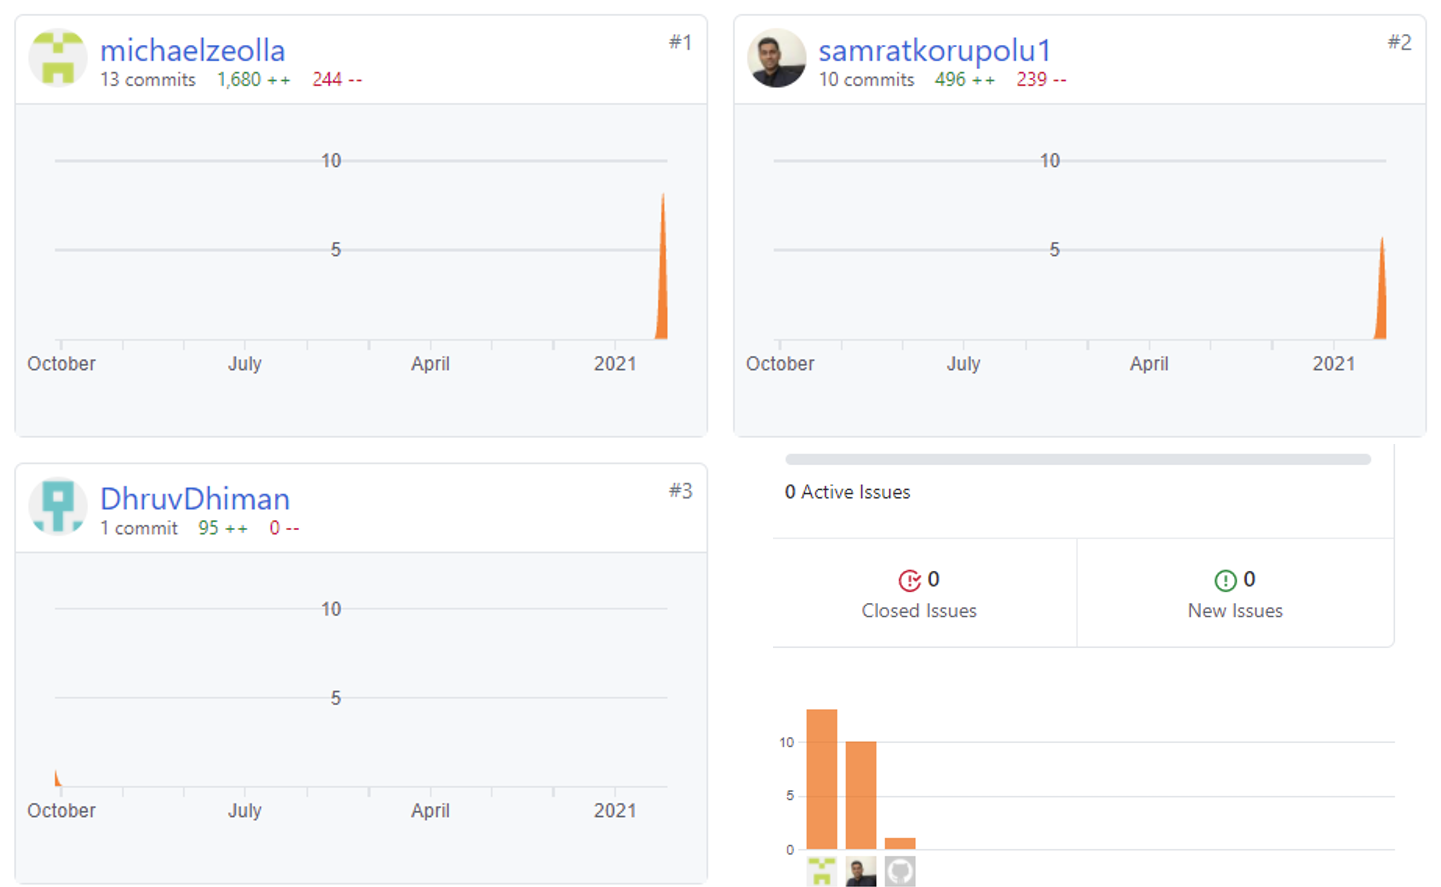 michaelzeolla
#1
13 commits 1,680 ++ 244 --
10
5
October July April 2021
samratkorupolu1
#2
10 commits 496 ++ 239 --
10
5
October July April 2021
DhruvDhiman
#3
1 commit 95 ++ 0 --
10
5
October July April 2021
0 Active Issues
0
Closed Issues
0
New Issues
10
5
0